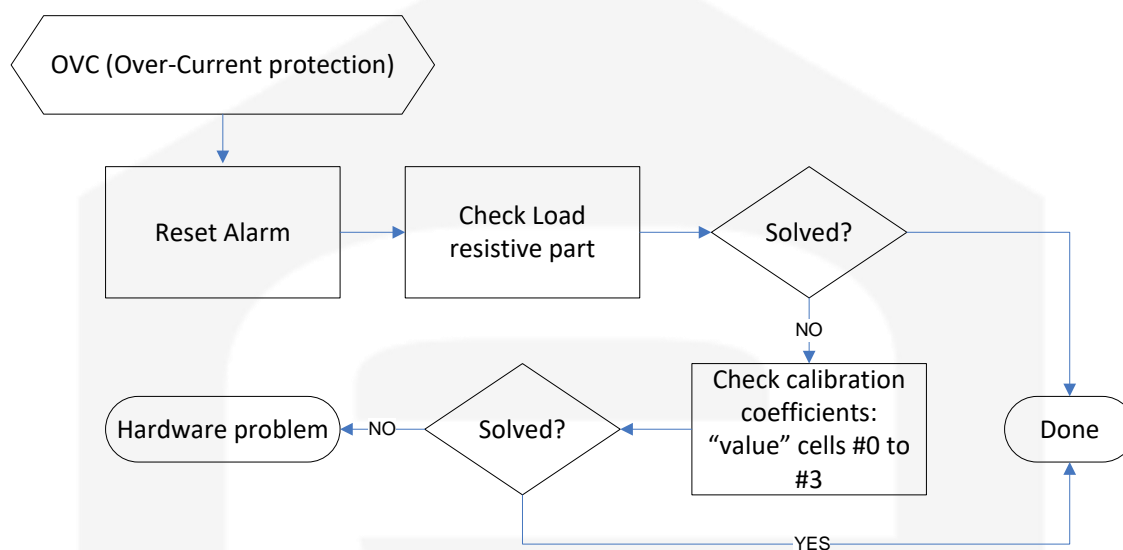 OVC (Over-Current protection)
Reset Alarm
Check Load
resistive part
Solved?
NO
Check calibration
coefficients:
“value” cells #0 to
#3
Solved?
NO
Hardware problem
Done
YES